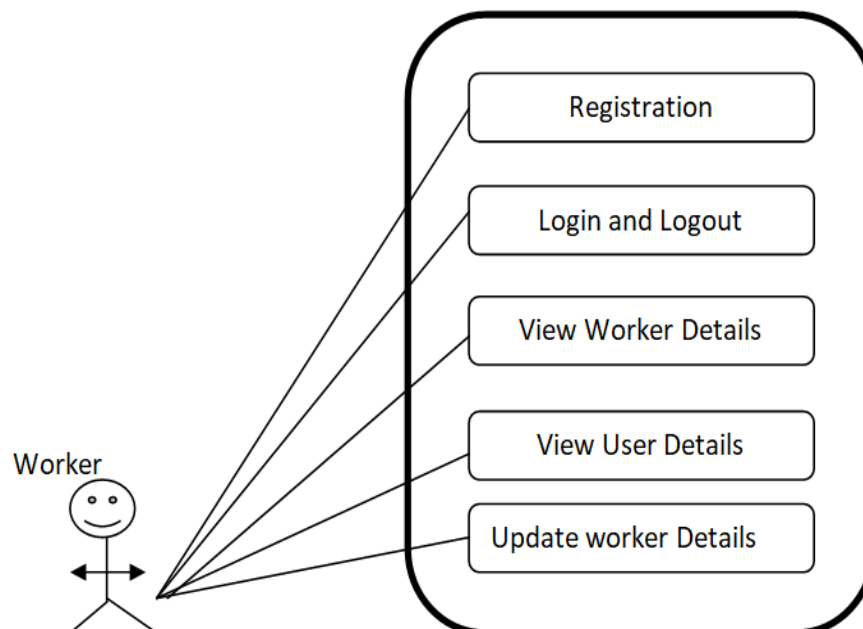 Registration
Login and Logout
View Worker Details
View User Details
Worker
Update worker Details